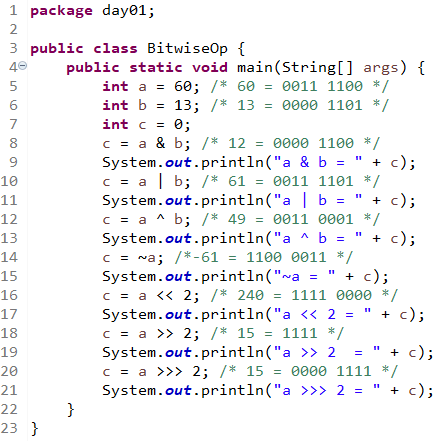 1 package day01;
2
3 public class BitwiseOp {
4     public static void main(String[] args) {
5         int a = 60; /* 60 = 0011 1100 */
6         int b = 13; /* 13 = 0000 1101 */
7         int c = 0;
8         c = a & b; /* 12 = 0000 1100 */
9         System.out.println("a & b = " + c);
10         c = a | b; /* 61 = 0011 1101 */
11         System.out.println("a | b = " + c);
12         c = a ^ b; /* 49 = 0011 0001 */
13         System.out.println("a ^ b = " + c);
14         c = ~a; /*-61 = 1100 0011 */
15         System.out.println("~a = " + c);
16         c = a << 2; /* 240 = 1111 0000 */
17         System.out.println("a << 2 = " + c);
18         c = a >> 2; /* 15 = 1111 */
19         System.out.println("a >> 2  = " + c);
20         c = a >>> 2; /* 15 = 0000 1111 */
21         System.out.println("a >>> 2 = " + c);
22     }
23 }